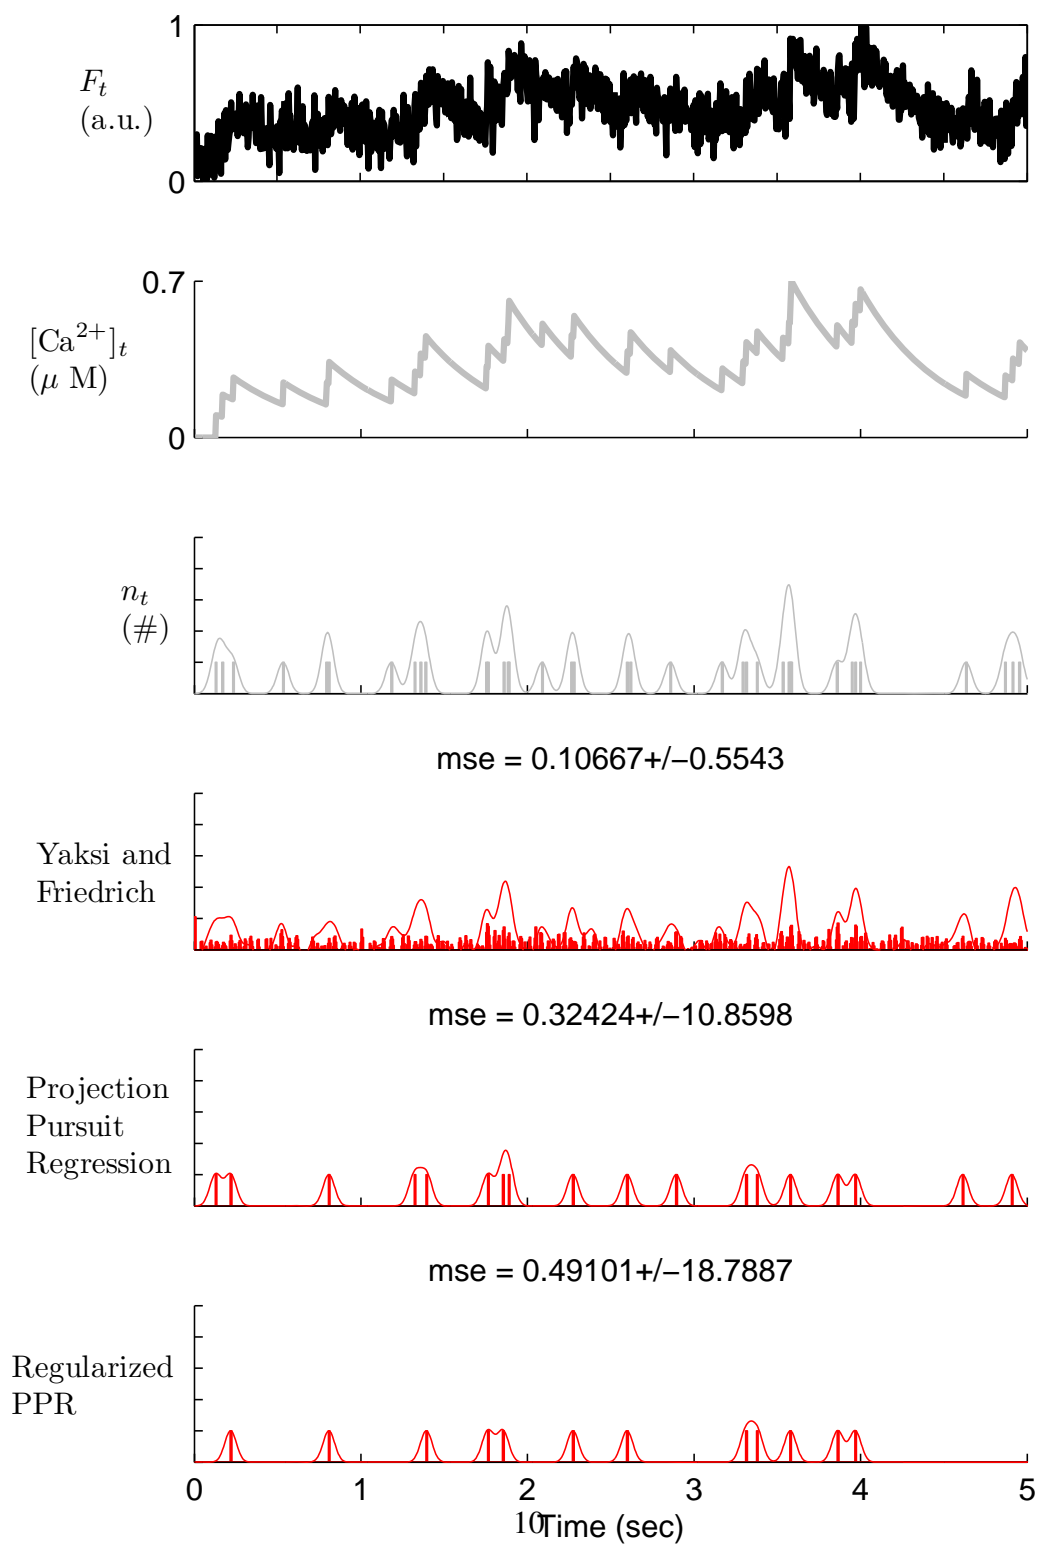 1
F_t
(a.u.)
0
0.7
[Ca^{2+}]_t
(μ M)
0
n_t
(#)
mse = 0.10667+/−0.5543
Yaksi and
Friedrich
mse = 0.32424+/−10.8598
Projection
Pursuit
Regression
mse = 0.49101+/−18.7887
Regularized
PPR
0 1 2 3 4 5
10
Time (sec)